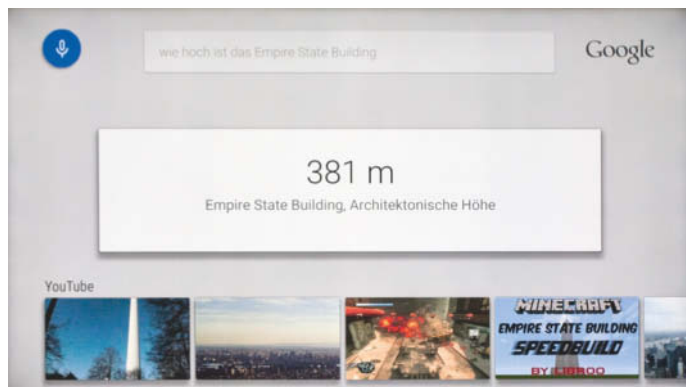 wie hoch ist das Empire State Building
Google
381 m
Empire State Building, Architektonische Höhe
YouTube
MINECRAFT
EMPIRE STATE BUILDING
SPEEDBUILD